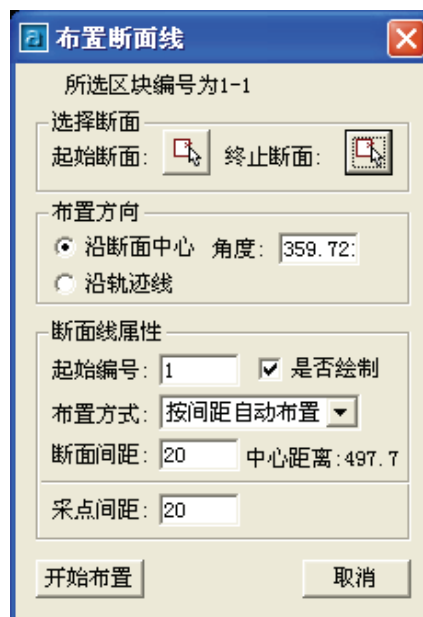 布置断面线
所选区块编号为1-1
选择断面
起始断面: 终止断面:
布置方向
沿断面中心 角度: 359.72
沿轨迹线
断面线属性
起始编号: 1 是否绘制
布置方式: 按间距自动布置
断面间距: 20 中心距离:497.7
采点间距: 20
开始布置 取消